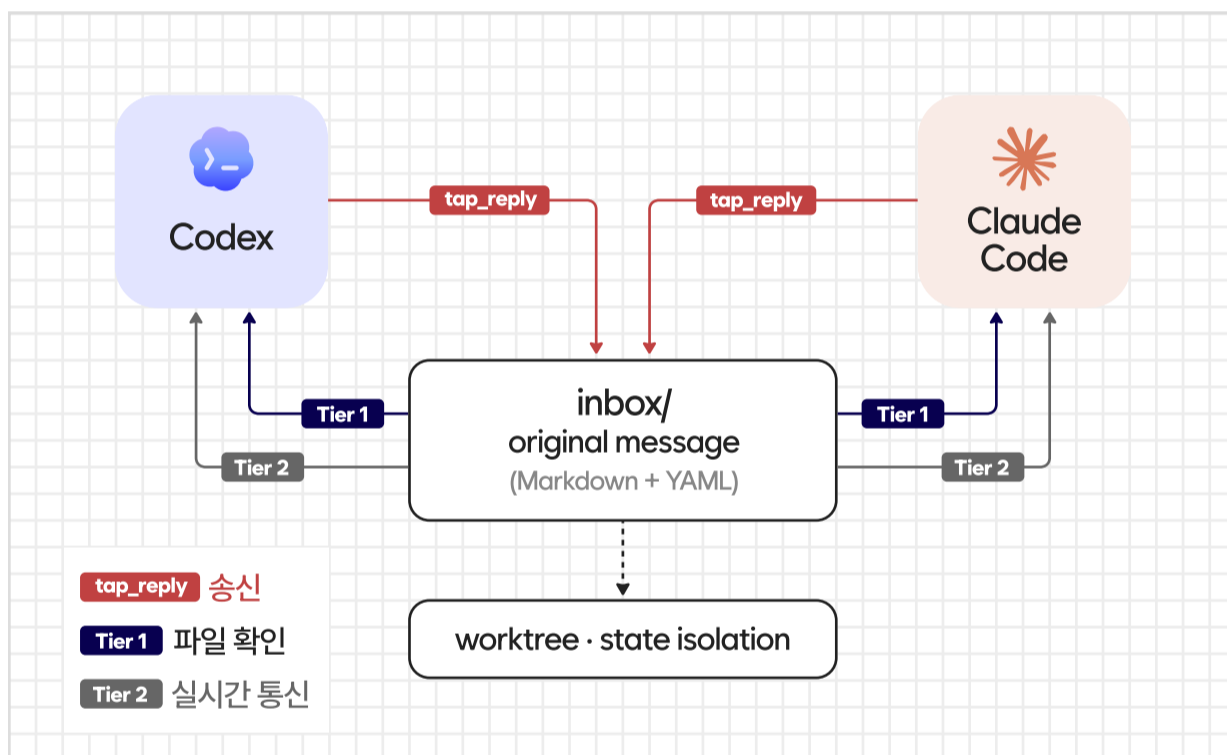 Codex
tap_reply
tap_reply
Claude
Code
Tier 1
Tier 2
inbox/
original message
(Markdown + YAML)
Tier 1
Tier 2
worktree · state isolation
tap_reply 송신
Tier 1 파일 확인
Tier 2 실시간 통신